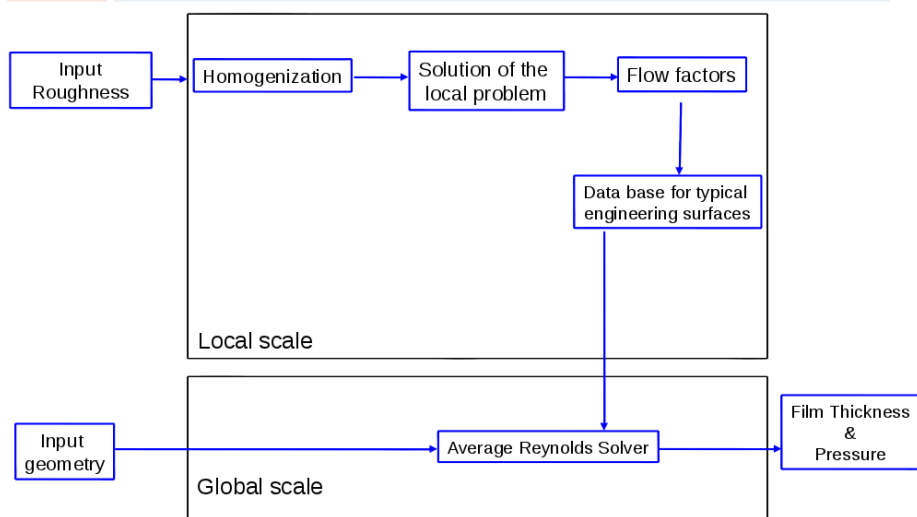 Input
Roughness
Homogenization
Solution of the
local problem
Flow factors
Data base for typical
engineering surfaces
Local scale
Input
geometry
Average Reynolds Solver
Film Thickness
&
Pressure
Global scale